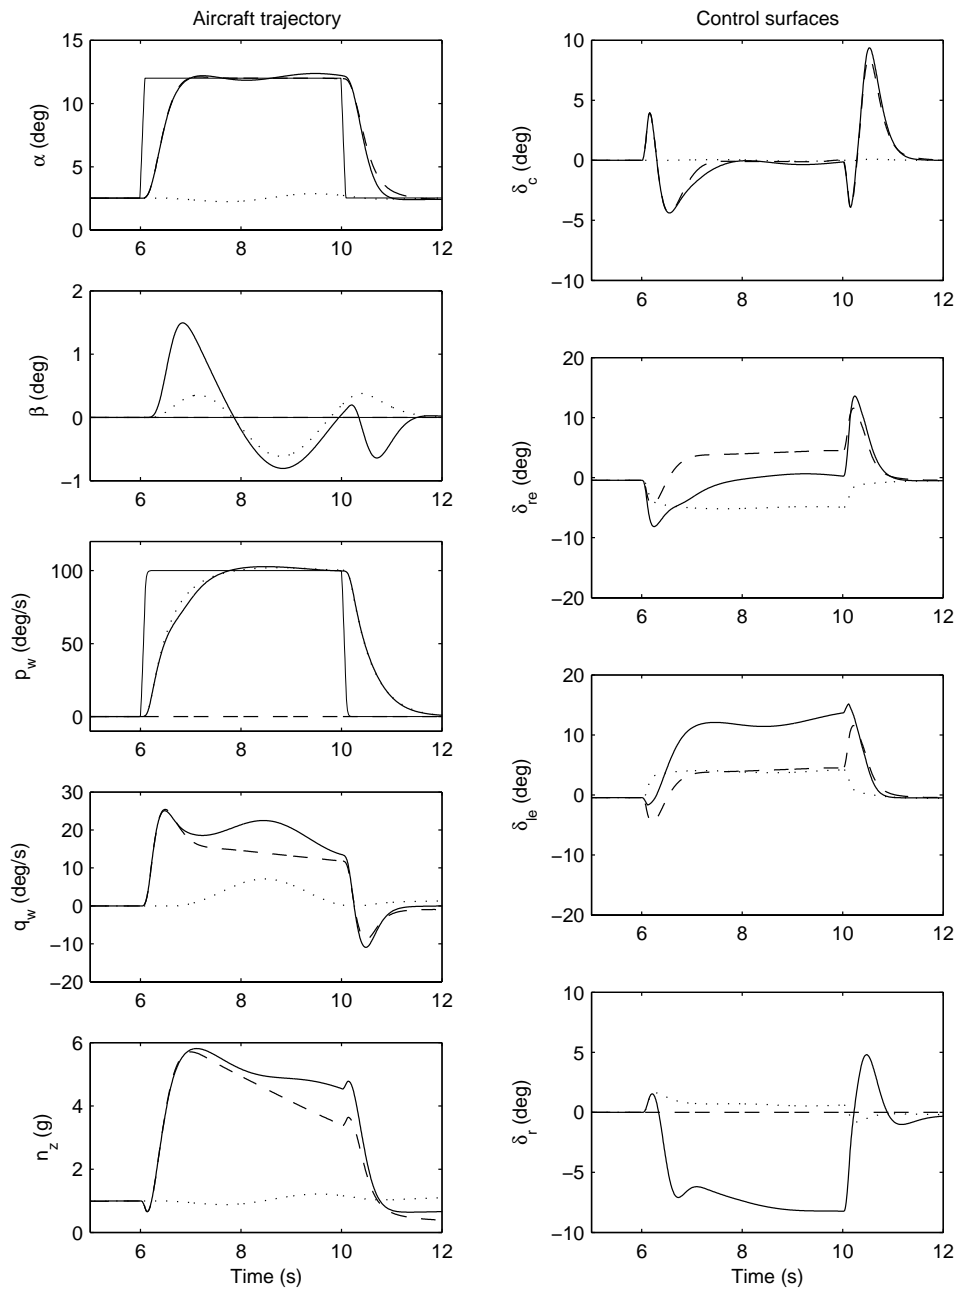 Aircraft trajectory
15
10
5
0
α (deg)
6 8 10 12
2
1
0
−1
β (deg)
6 8 10 12
100
50
0
p_w (deg/s)
6 8 10 12
30
20
10
0
−10
−20
q_w (deg/s)
6 8 10 12
6
4
2
0
n_z (g)
6 8 10 12
Time (s)
Control surfaces
10
5
0
−5
−10
δ_c (deg)
6 8 10 12
20
10
0
−10
−20
δ_re (deg)
6 8 10 12
20
10
0
−10
−20
δ_le (deg)
6 8 10 12
10
5
0
−5
−10
δ_r (deg)
6 8 10 12
Time (s)